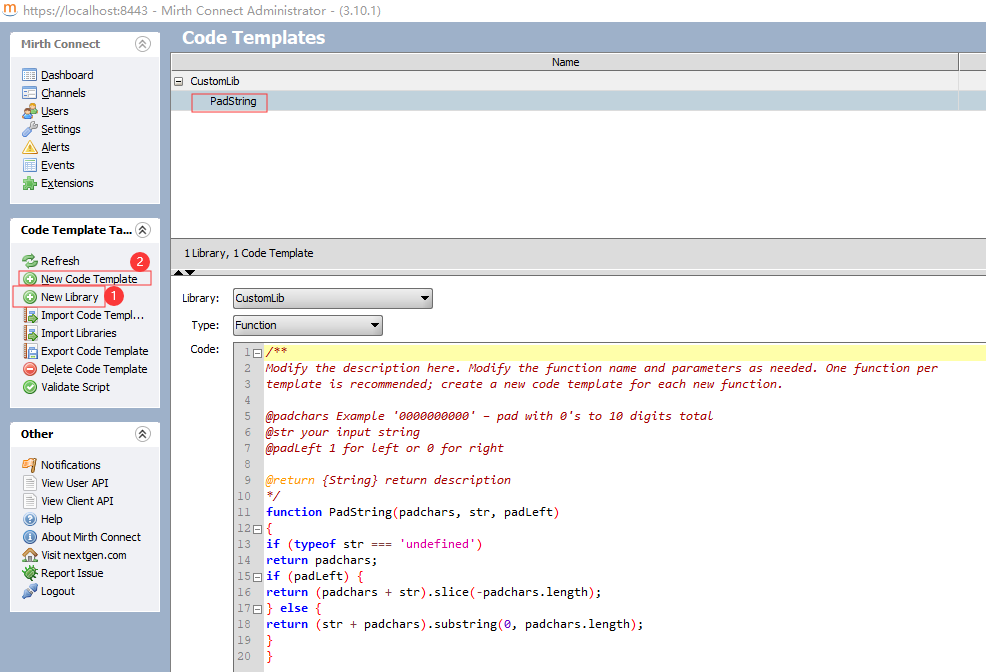 https://localhost:8443 - Mirth Connect Administrator - (3.10.1)
Mirth Connect
Dashboard
Channels
Users
Settings
Alerts
Events
Extensions
Code Template Ta...
Refresh
2
New Code Template
New Library
1
Import Code Templ...
Import Libraries
Export Code Template
Delete Code Template
Validate Script
Other
Notifications
View User API
View Client API
Help
About Mirth Connect
Visit nextgen.com
Report Issue
Logout
Code Templates
Name
CustomLib
PadString
1 Library, 1 Code Template
Library: CustomLib
Type: Function
Code:
1 /**
2 Modify the description here. Modify the function name and parameters as needed. One function per
3 template is recommended; create a new code template for each new function.
4
5 @padchars Example '0000000000' – pad with 0's to 10 digits total
6 @str your input string
7 @padLeft 1 for left or 0 for right
8
9 @return {String} return description
10 */
11 function PadString(padchars, str, padLeft)
12 {
13 if (typeof str === 'undefined')
14 return padchars;
15 if (padLeft) {
16 return (padchars + str).slice(-padchars.length);
17 } else {
18 return (str + padchars).substring(0, padchars.length);
19 }
20 }